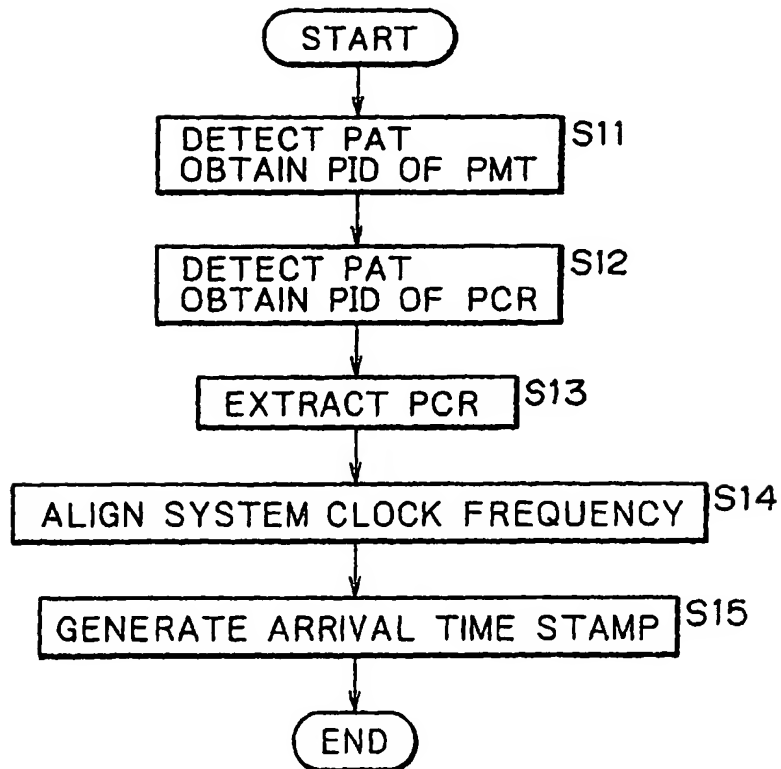 START
DETECT PAT
OBTAIN PID OF PMT
S11
DETECT PAT
OBTAIN PID OF PCR
S12
EXTRACT PCR
S13
ALIGN SYSTEM CLOCK FREQUENCY
S14
GENERATE ARRIVAL TIME STAMP
S15
END